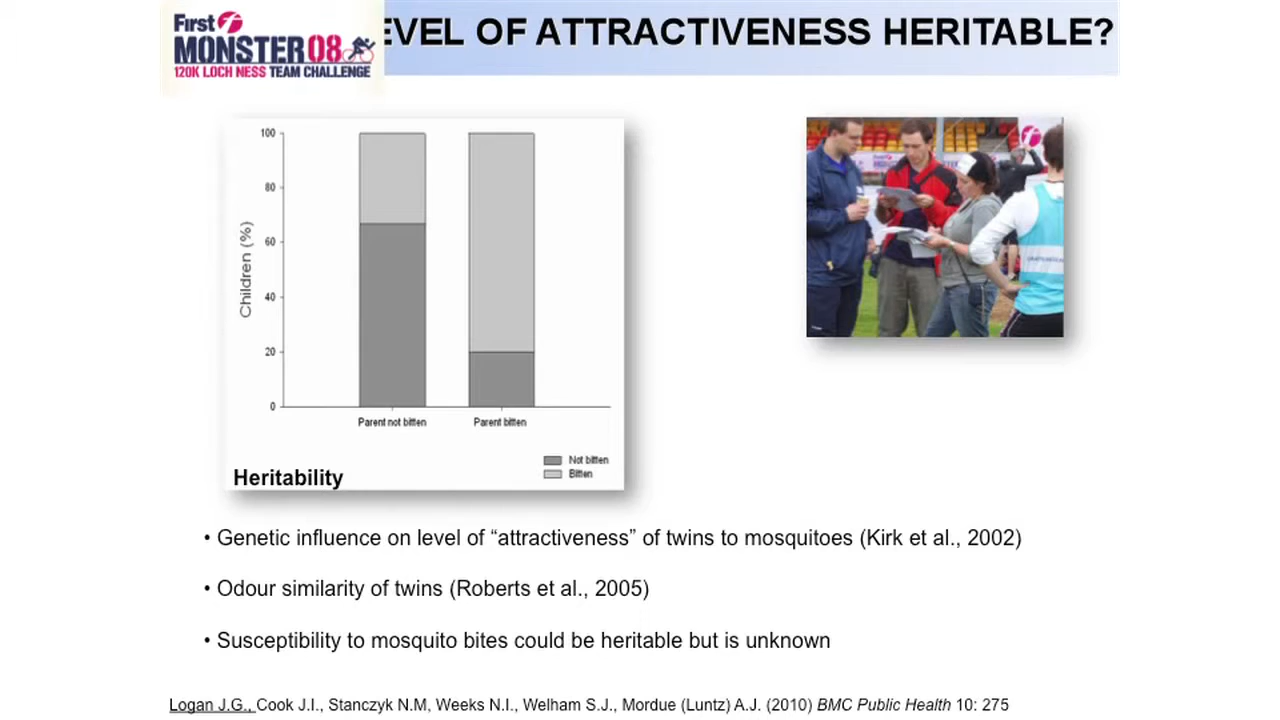 First
MONSTER 08
120K LOCH NESS TEAM CHALLENGE
EVEL OF ATTRACTIVENESS HERITABLE?
100
80
60
40
20
0
Children (%)
Parent not bitten
Parent bitten
Not bitten
Bitten
Heritability
First
• Genetic influence on level of “attractiveness” of twins to mosquitoes (Kirk et al., 2002)
• Odour similarity of twins (Roberts et al., 2005)
• Susceptibility to mosquito bites could be heritable but is unknown
Logan J.G., Cook J.I., Stanczyk N.M, Weeks N.I., Welham S.J., Mordue (Luntz) A.J. (2010) BMC Public Health 10: 275